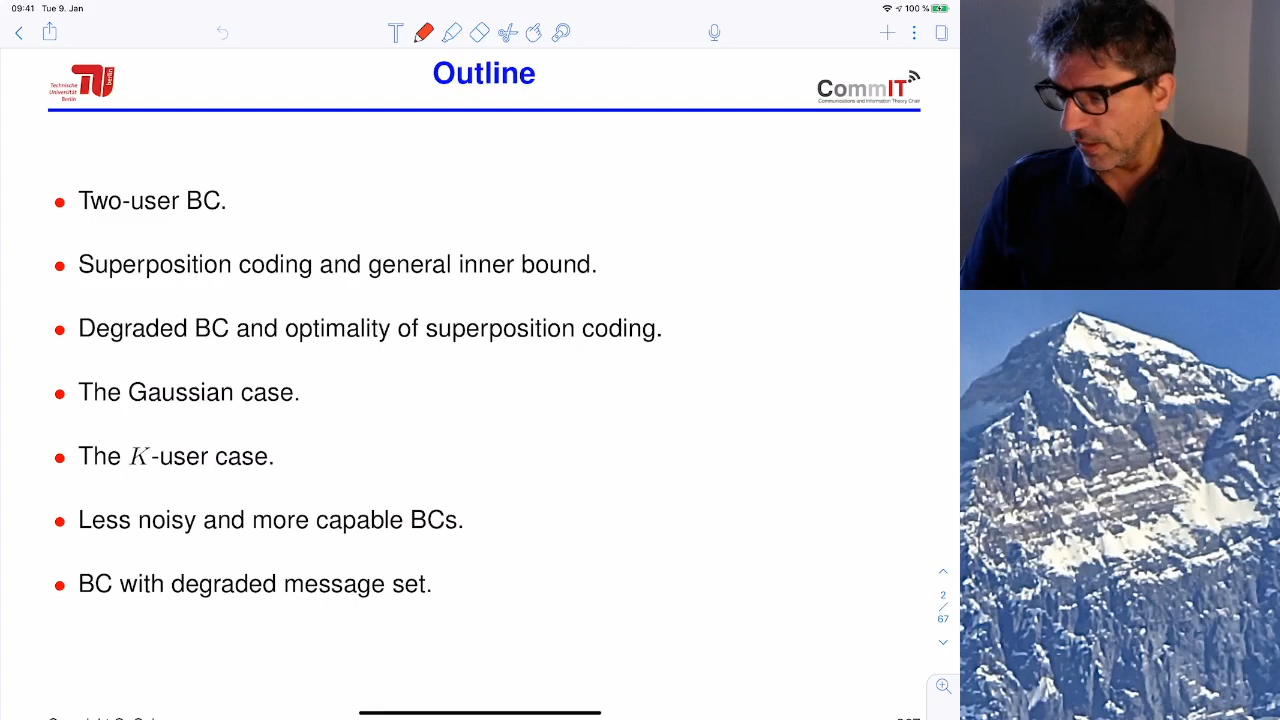 09:41 Tue 9. Jan
100 %
Outline
Technische
Universität
Berlin
berlin
CommIT
Communications and Information Theory Chair
Two-user BC.
Superposition coding and general inner bound.
Degraded BC and optimality of superposition coding.
The Gaussian case.
The K-user case.
Less noisy and more capable BCs.
BC with degraded message set.
2
/
67